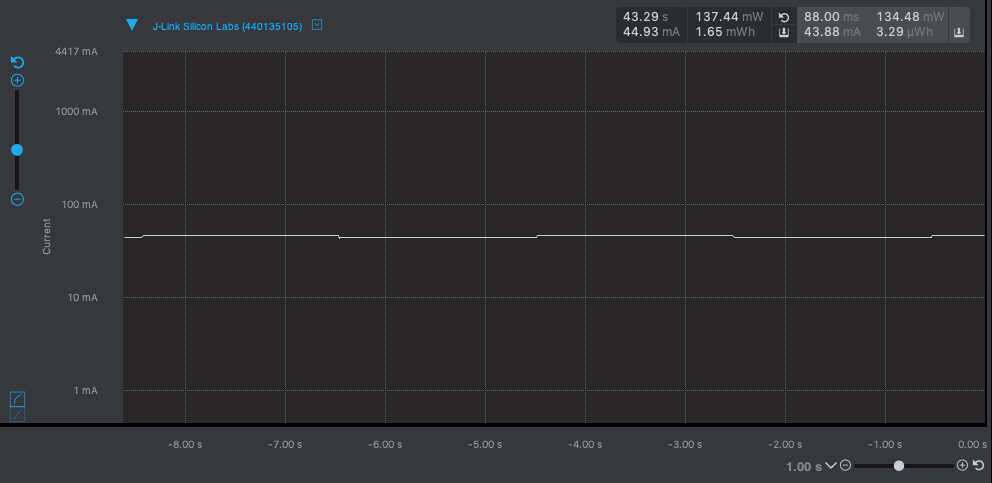 J-Link Silicon Labs (440135105)
43.29 s 137.44 mW 88.00 ms 134.48 mW
44.93 mA 1.65 mWh 43.88 mA 3.29 µWh
4417 mA
1000 mA
100 mA
Current
10 mA
1 mA
-8.00 s -7.00 s -6.00 s -5.00 s -4.00 s -3.00 s -2.00 s -1.00 s 0.00 s
1.00 s